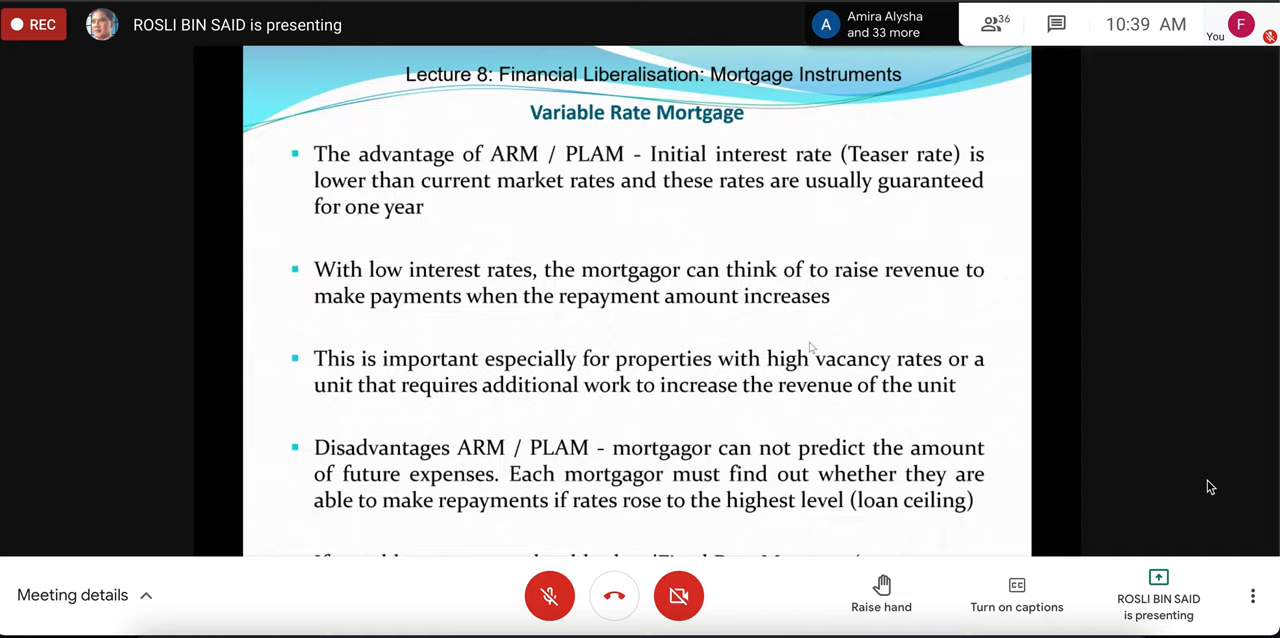 REC
ROSLI BIN SAID is presenting
A
Amira Alysha
and 33 more
36
10:39 AM
You
F
Lecture 8: Financial Liberalisation: Mortgage Instruments
Variable Rate Mortgage
The advantage of ARM / PLAM - Initial interest rate (Teaser rate) is
lower than current market rates and these rates are usually guaranteed
for one year
With low interest rates, the mortgagor can think of to raise revenue to
make payments when the repayment amount increases
This is important especially for properties with high vacancy rates or a
unit that requires additional work to increase the revenue of the unit
Disadvantages ARM / PLAM - mortgagor can not predict the amount
of future expenses. Each mortgagor must find out whether they are
able to make repayments if rates rose to the highest level (loan ceiling)
Meeting details
CC
Raise hand
Turn on captions
ROSLI BIN SAID
is presenting